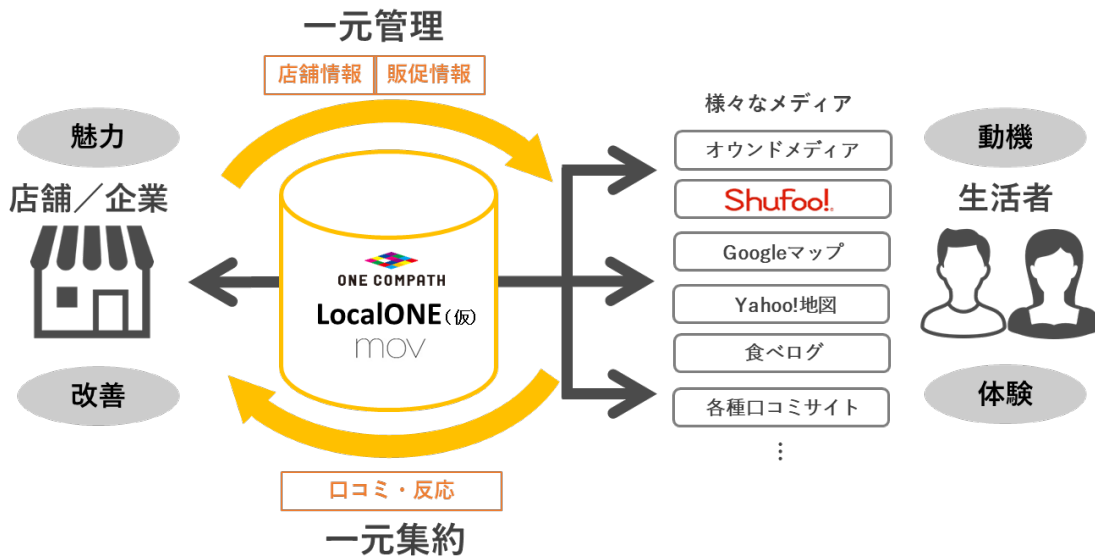 一元管理
店舗情報
販促情報
魅力
店舗／企業
改善
ONE COMPATH
LocalONE（仮）
mov
口コミ・反応
一元集約
様々なメディア
オウンドメディア
Shufoo!
Googleマップ
Yahoo!地図
食べログ
各種口コミサイト
⋮
動機
生活者
体験